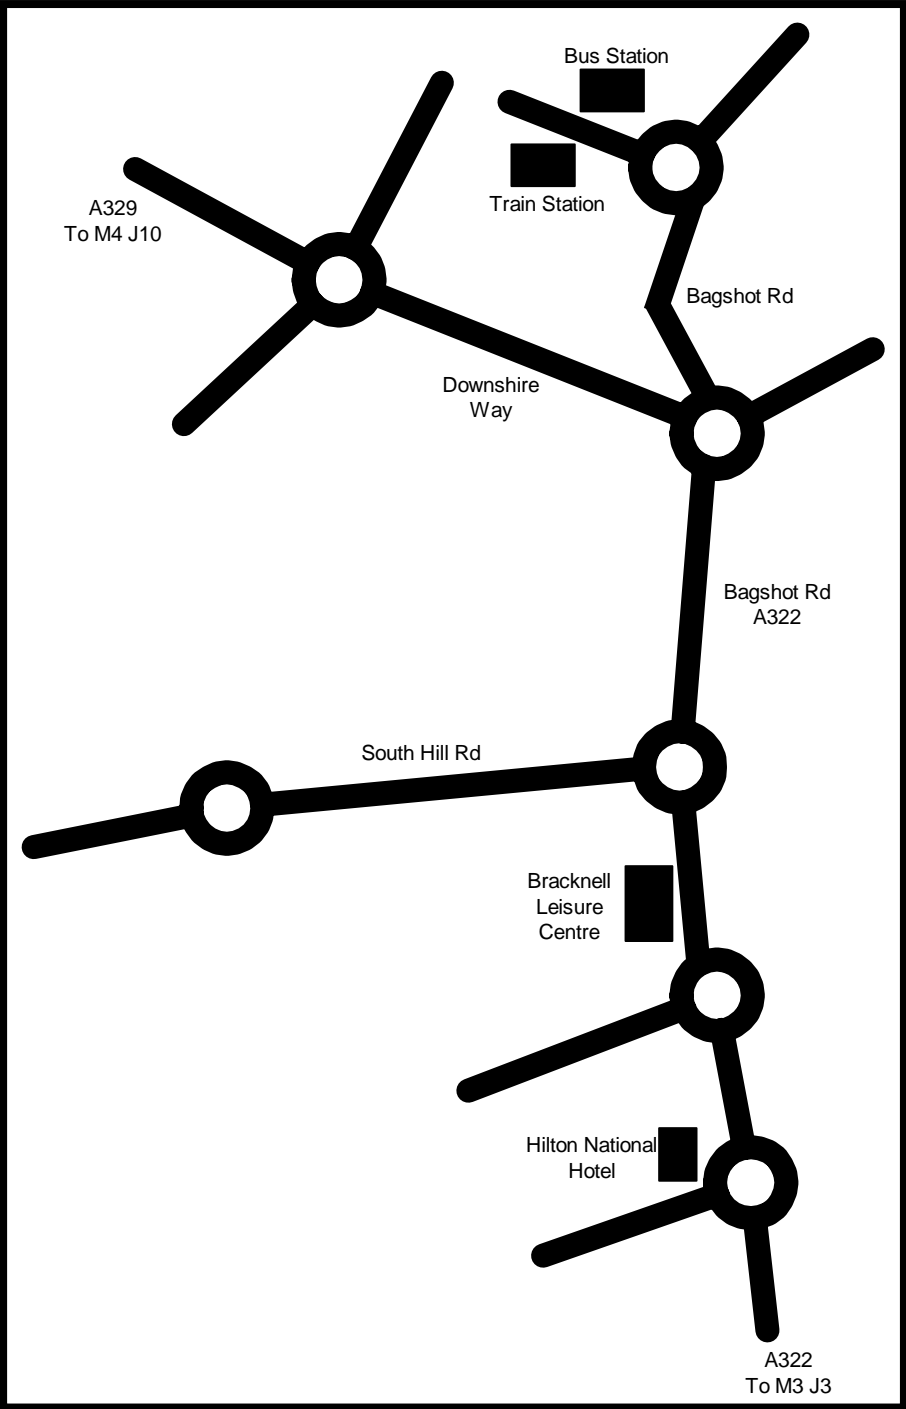 Bus Station
Train Station
A329
To M4 J10
Bagshot Rd
Downshire
Way
Bagshot Rd
A322
South Hill Rd
Bracknell
Leisure
Centre
Hilton National
Hotel
A322
To M3 J3